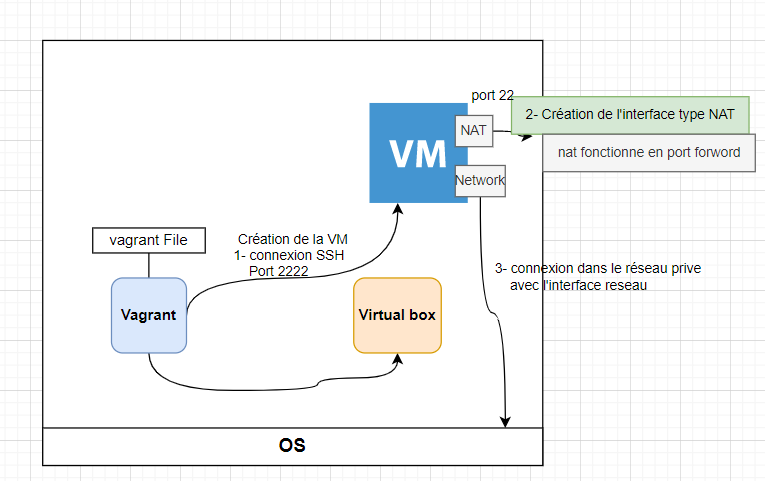 port 22
2- Création de l'interface type NAT
NAT
nat fonctionne en port forword
VM
Network
vagrant File
Création de la VM
1- connexion SSH
Port 2222
3- connexion dans le réseau prive
avec l'interface reseau
Vagrant
Virtual box
OS